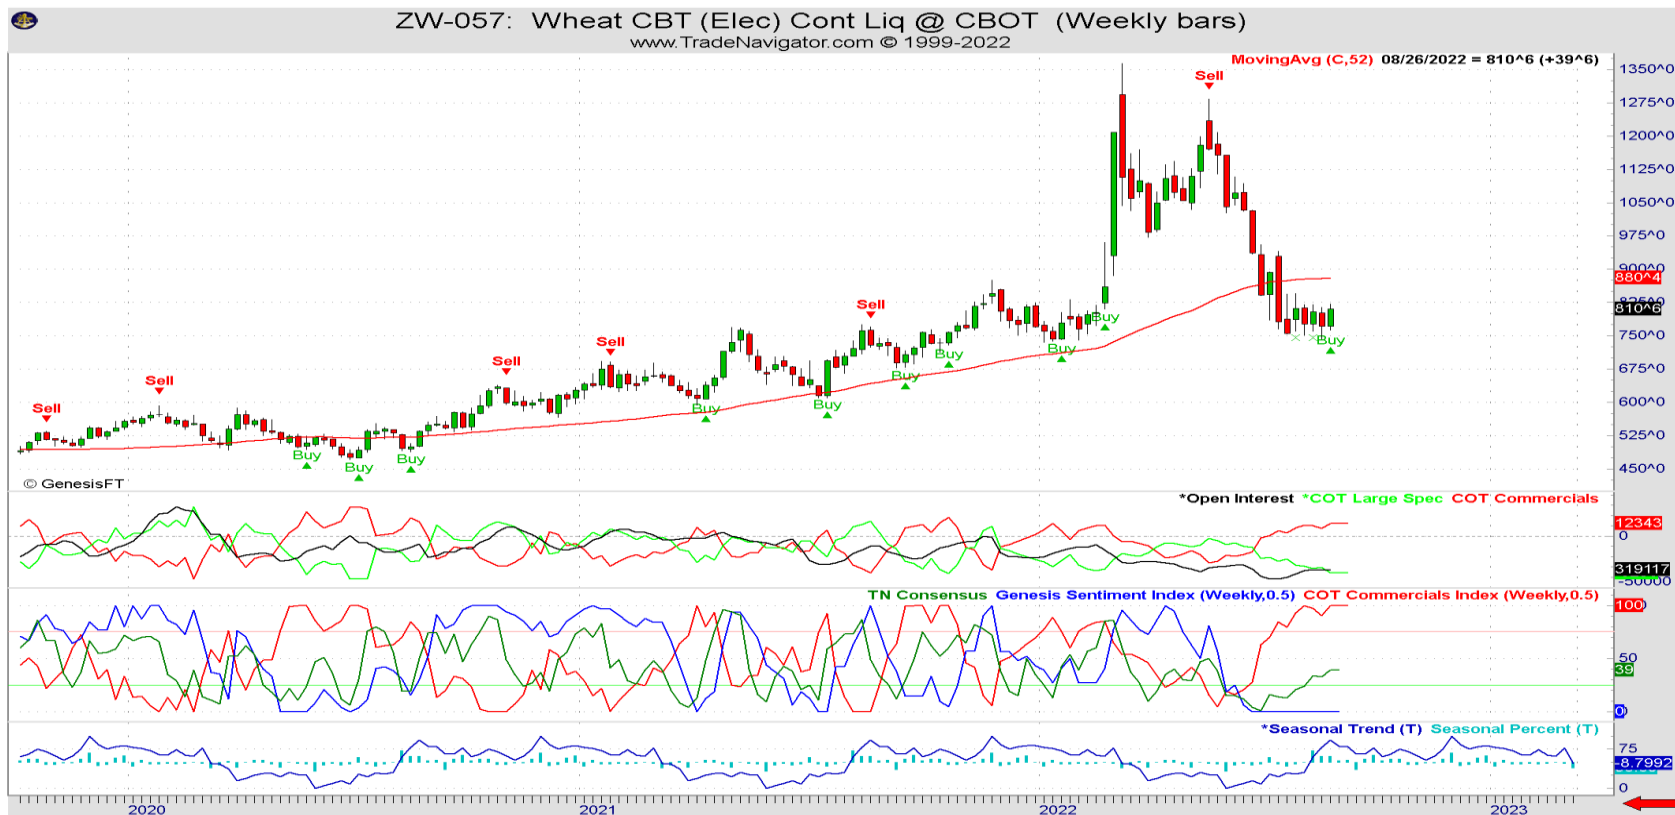 ZW-057:  Wheat CBT (Elec) Cont Liq @ CBOT  (Weekly bars)
www.TradeNavigator.com © 1999-2022
MovingAvg (C,52)  08/26/2022 = 810^6 (+39^6)
1350^0
1275^0
1200^0
1125^0
1050^0
975^0
900^0
880^4
825^0
810^6
750^0
675^0
600^0
525^0
450^0
Sell
Sell
Sell
Sell
Sell
Sell
Buy
Buy
Buy
Buy
Buy
Buy
Buy
Buy
Buy
Buy
© GenesisFT
*Open Interest *COT Large Spec COT Commercials
12343
0
319117
-50000
TN Consensus Genesis Sentiment Index (Weekly,0.5) COT Commercials Index (Weekly,0.5)
100
50
39
0
*Seasonal Trend (T) Seasonal Percent (T)
75
-8.7992
0
2020 2021 2022 2023